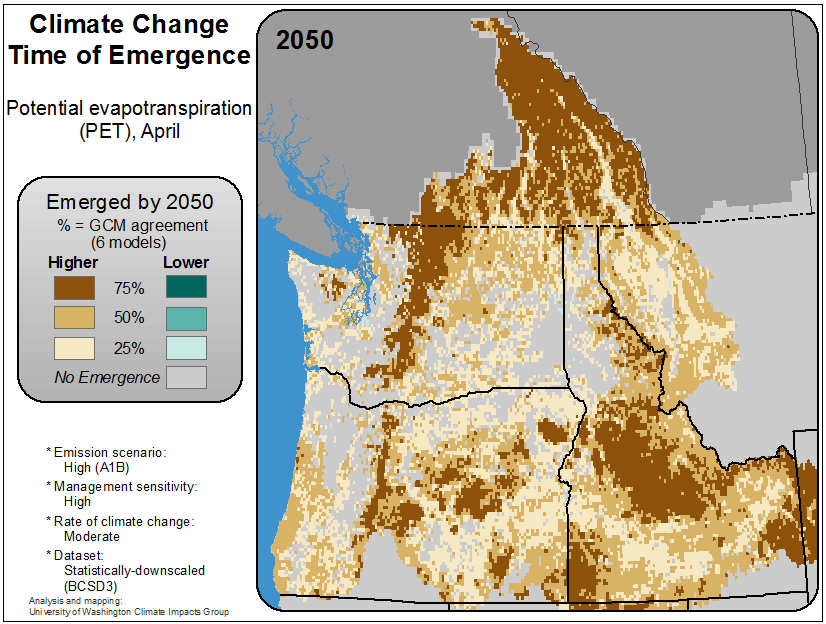 Climate Change
Time of Emergence
Potential evapotranspiration
(PET), April
Emerged by 2050
% = GCM agreement
(6 models)
Higher Lower
75%
50%
25%
No Emergence
* Emission scenario:
High (A1B)
* Management sensitivity:
High
* Rate of climate change:
Moderate
* Dataset:
Statistically-downscaled
(BCSD3)
Analysis and mapping:
University of Washington Climate Impacts Group
2050